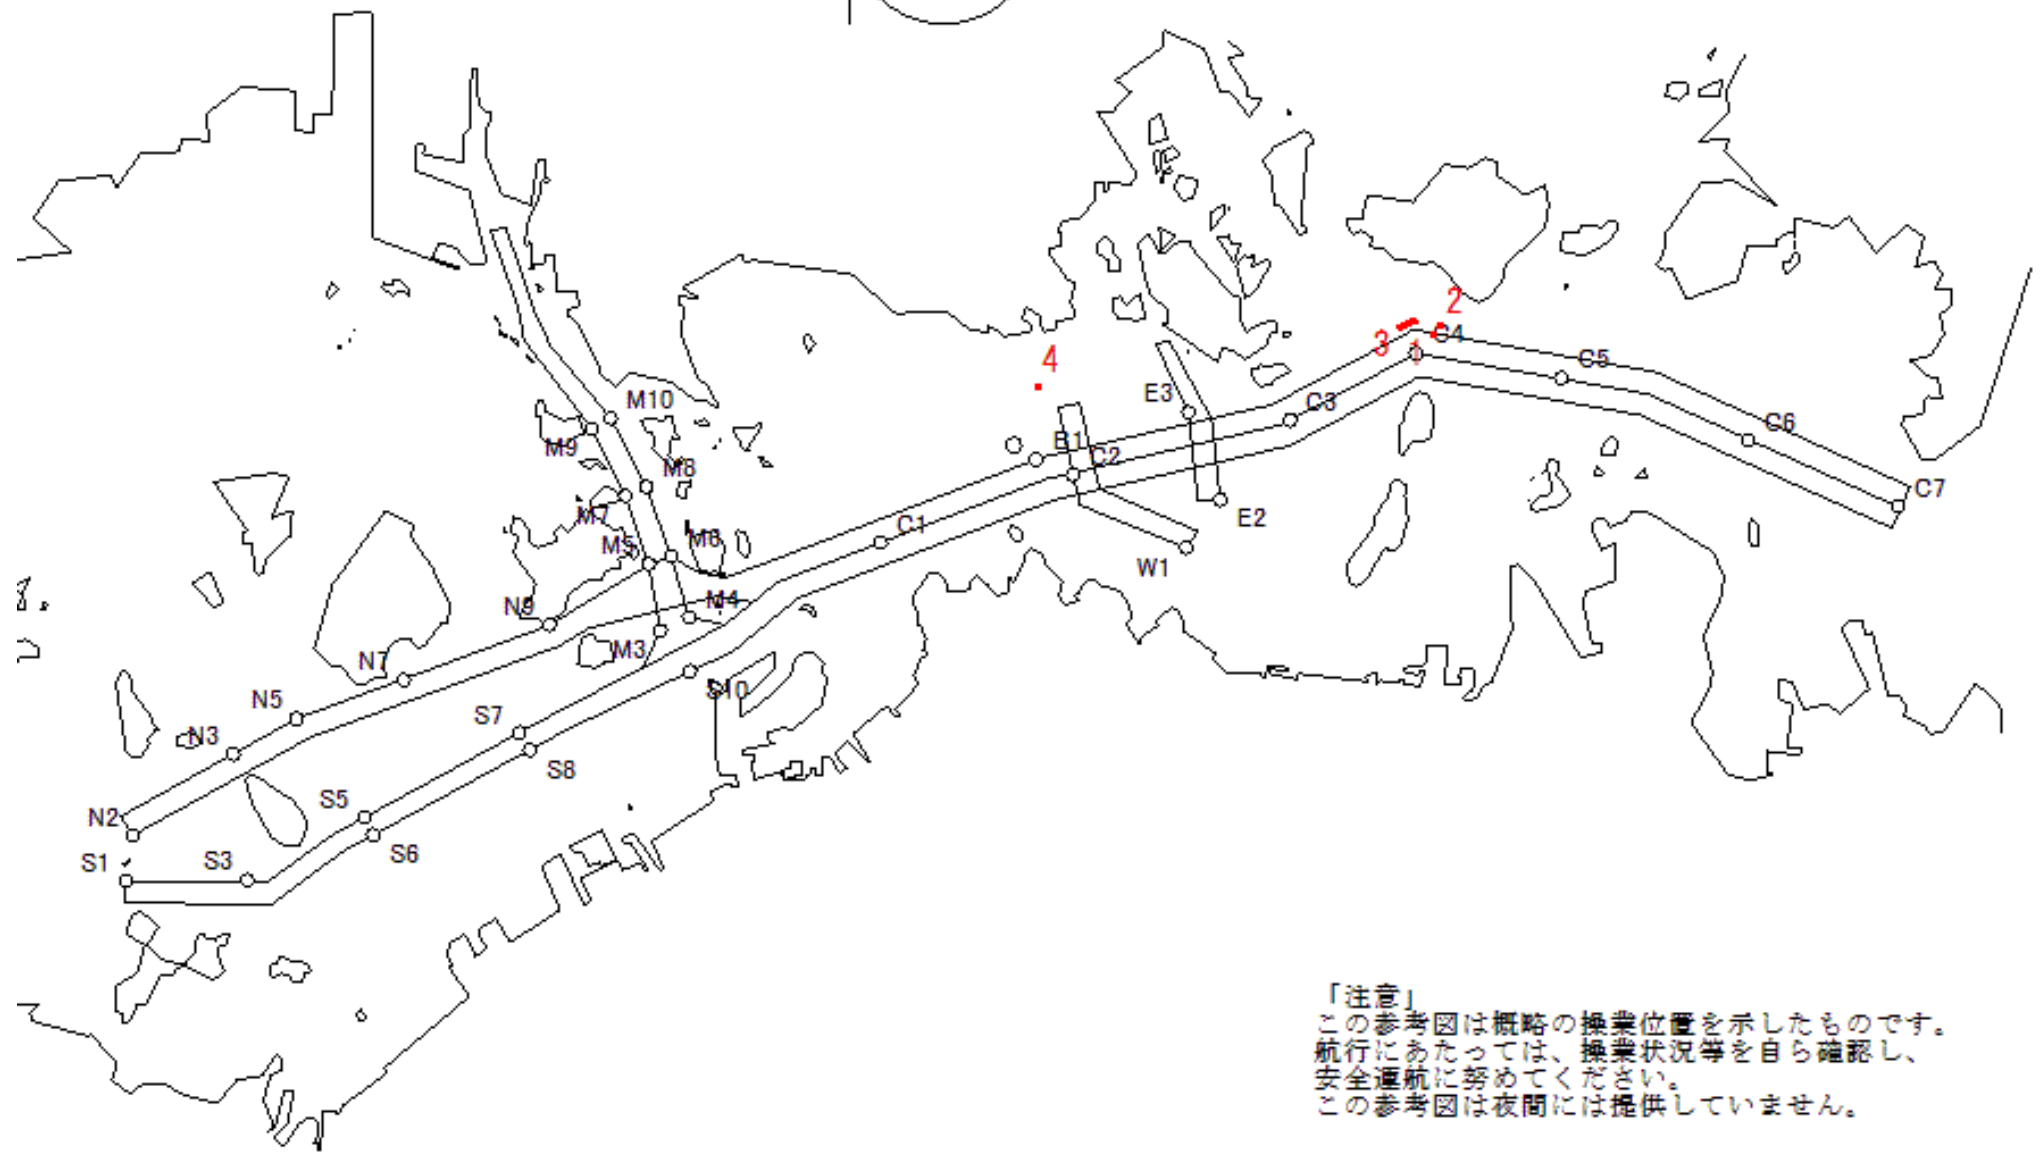 2
C4
3
1
4
C5
E3
C3
M10
C6
B1
C2
M9
M8
C7
E2
M7
C1
M6
M5
W1
N9
M4
M3
N7
S10
N5
S7
N3
S8
S5
N2
S6
S1
S3
「注意」
この参考図は概略の操業位置を示したものです。
航行にあたっては、操業状況等を自ら確認し、
安全運航に努めてください。
この参考図は夜間には提供していません。